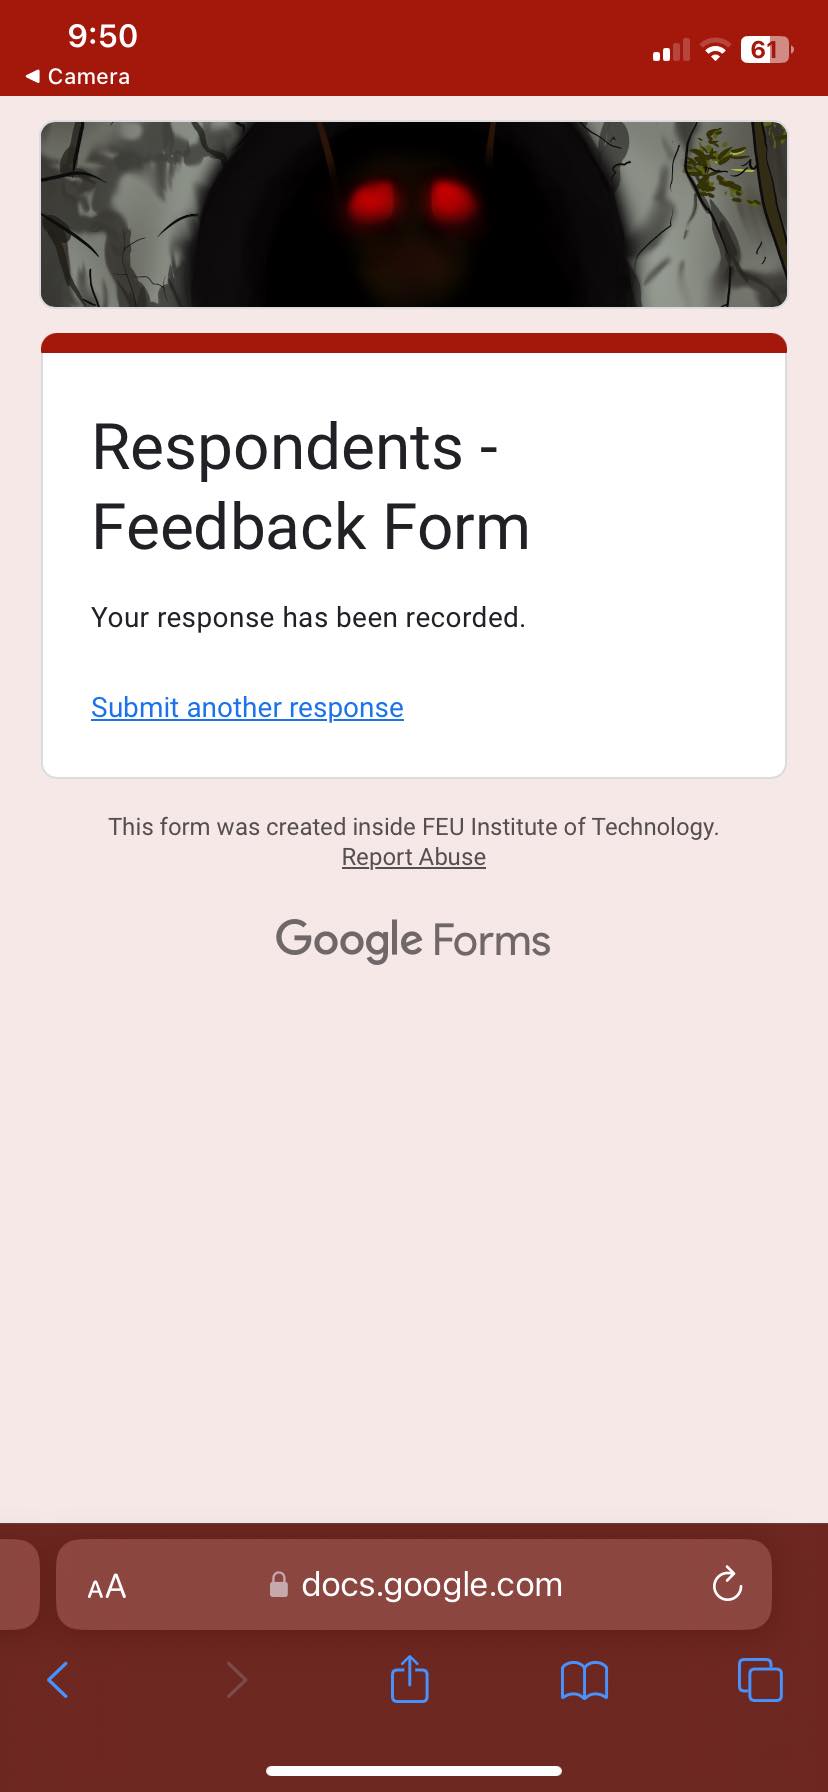 9:50
61
◀ Camera
Respondents -
Feedback Form
Your response has been recorded.
Submit another response
This form was created inside FEU Institute of Technology.
Report Abuse
Google Forms
AA
docs.google.com